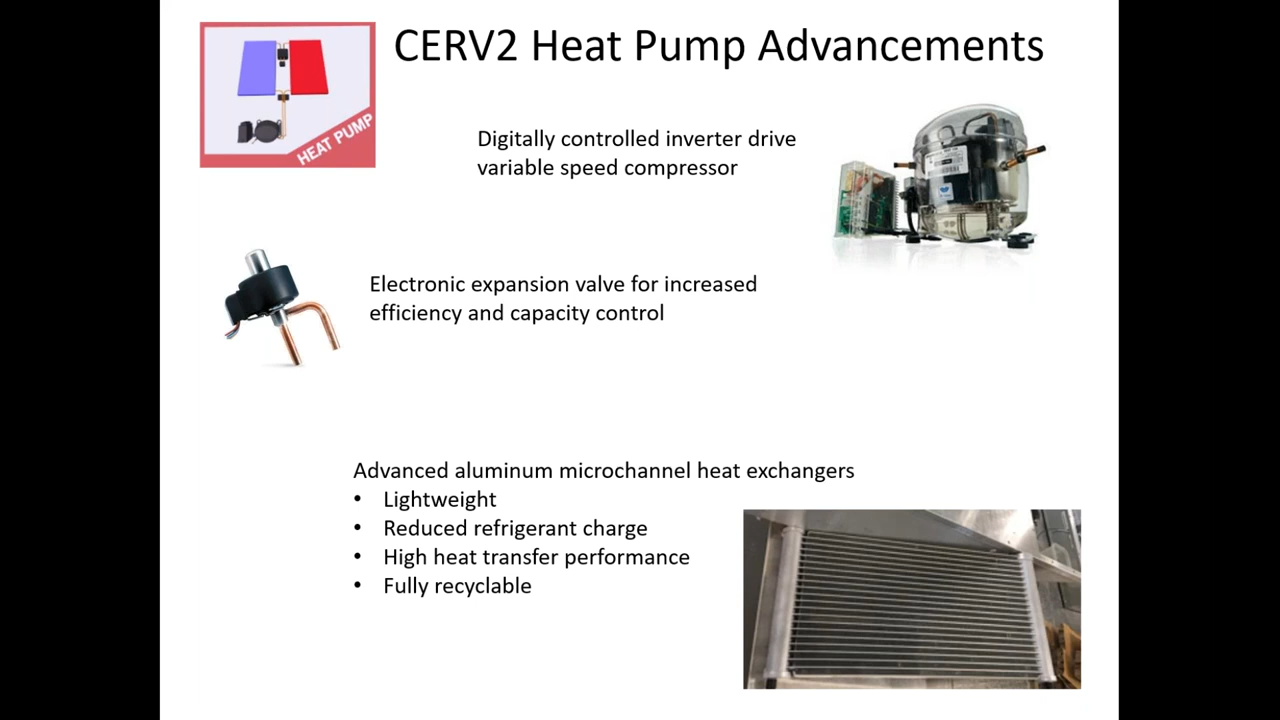 CERV2 Heat Pump Advancements
HEAT PUMP
Digitally controlled inverter drive
variable speed compressor
Electronic expansion valve for increased
efficiency and capacity control
Advanced aluminum microchannel heat exchangers
• Lightweight
• Reduced refrigerant charge
• High heat transfer performance
• Fully recyclable